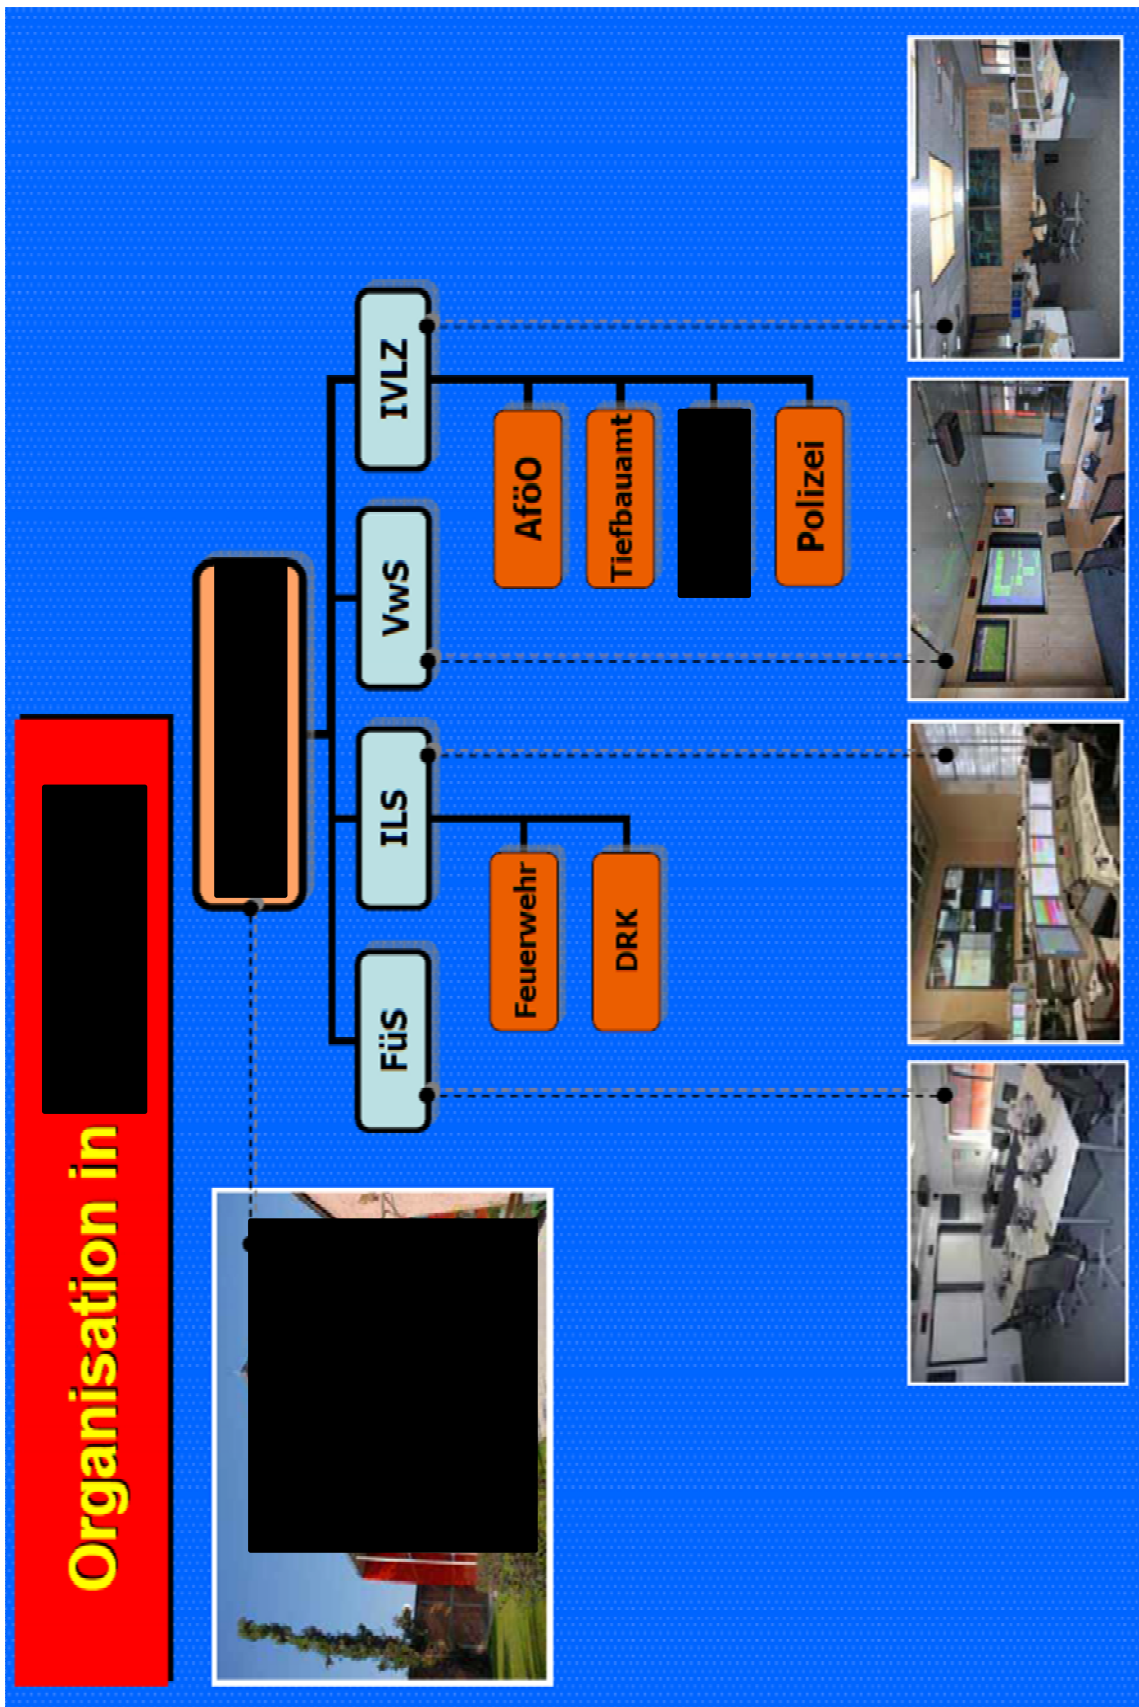 Organisation in
FüS
ILS
VwS
IVLZ
Feuerwehr
DRK
AföO
Tiefbauamt
Polizei